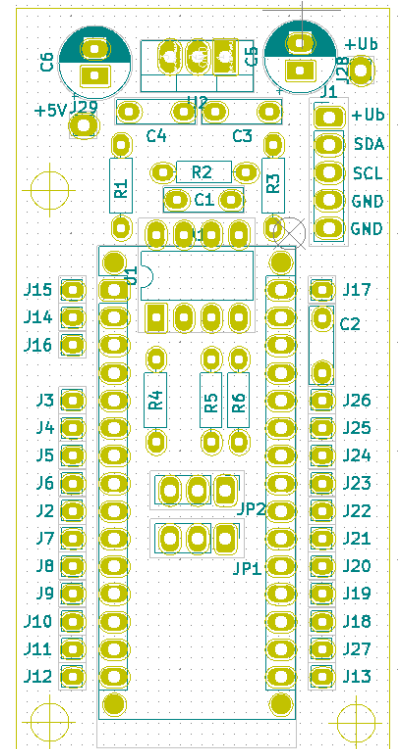 C6
C5
+Ub
J28
+5V
J29
U2
J1
C4
C3
+Ub
SDA
SCL
GND
GND
R1
R2
R3
C1
J15
J17
J14
C2
J16
J3
R4
R5
R6
J26
J4
J25
J5
J24
J6
J23
J2
JP2
J22
J7
J21
J8
JP1
J20
J9
J19
J10
J18
J11
J27
J12
J13